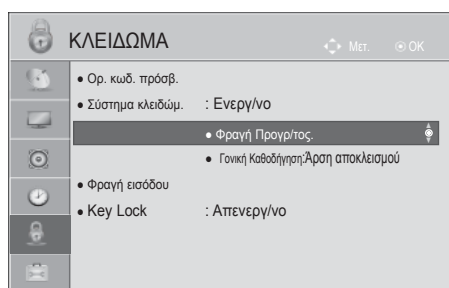 ΚΛΕΙΔΩΜΑ
Μετ. OK
• Ορ. κωδ. πρόσβ.
• Σύστημα κλειδώμ. : Ενεργ/νο
• Φραγή Προγρ/τος.
• Γονική Καθοδήγηση:Άρση αποκλεισμού
• Φραγή εισόδου
• Key Lock : Απενεργ/νο